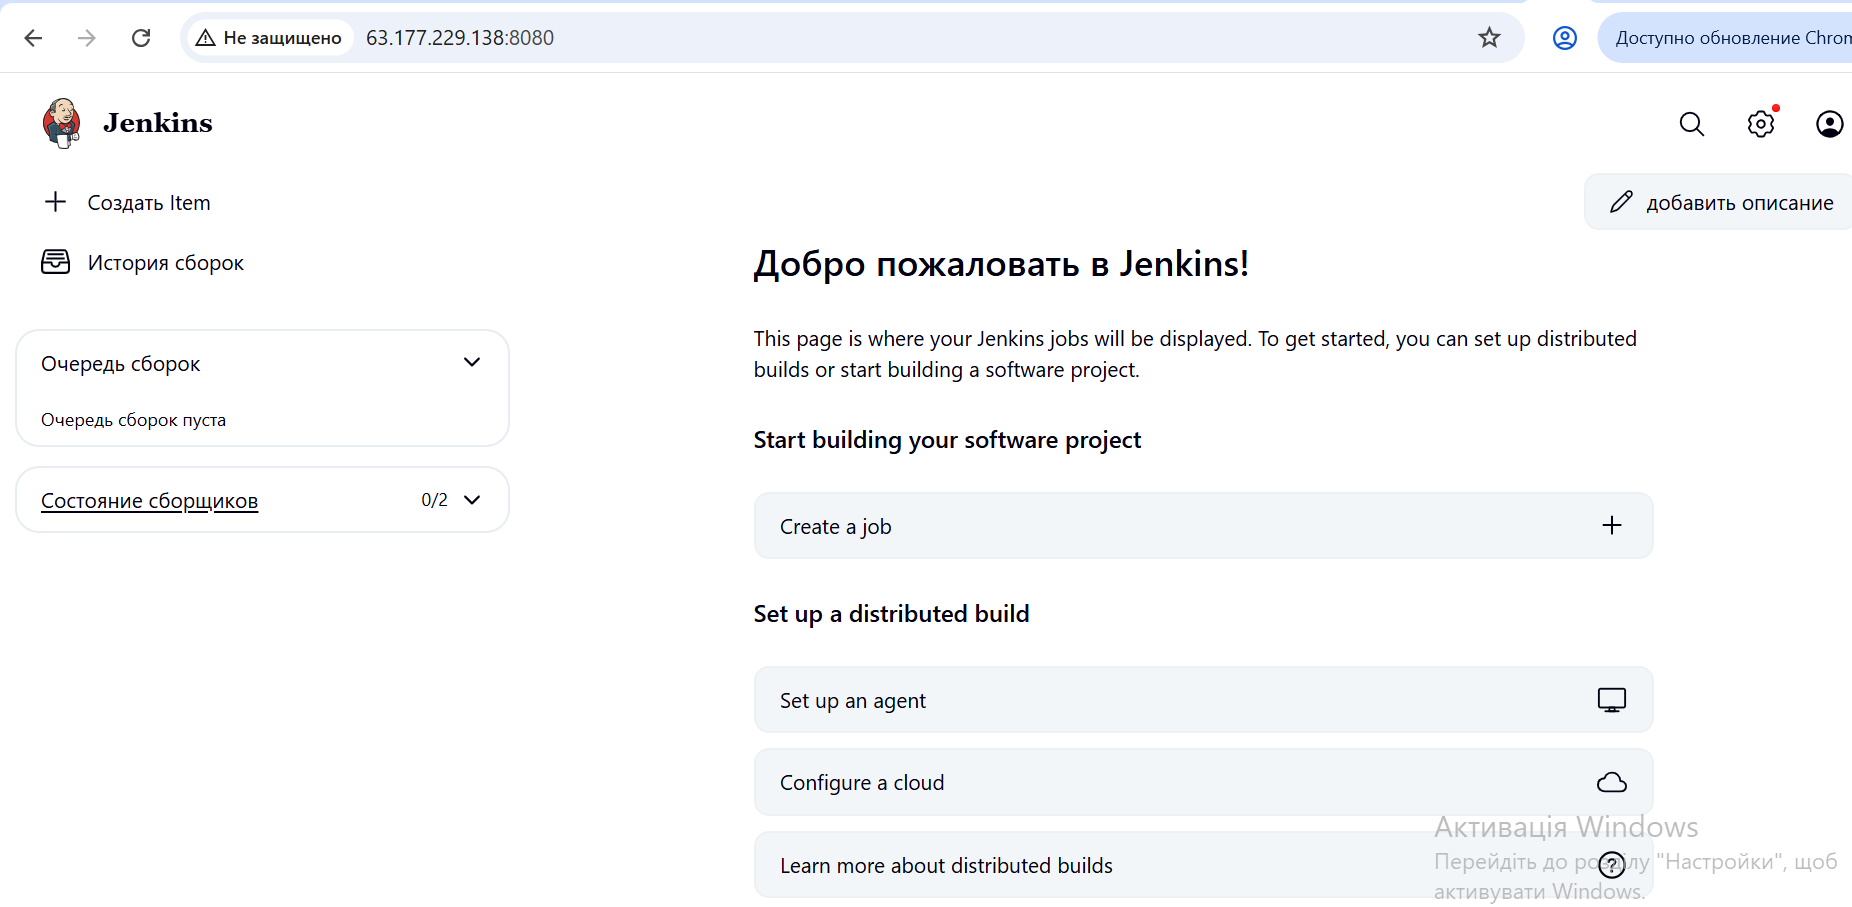 Не защищено
63.177.229.138:8080
Доступно обновление Chrom
Jenkins
Создать Item
История сборок
добавить описание
Очередь сборок
Очередь сборок пуста
Состояние сборщиков
0/2
Добро пожаловать в Jenkins!
This page is where your Jenkins jobs will be displayed. To get started, you can set up distributed
builds or start building a software project.
Start building your software project
Create a job
Set up a distributed build
Set up an agent
Configure a cloud
Learn more about distributed builds
Активація Windows
Перейдіть до розділу "Настройки", щоб
активувати Windows.